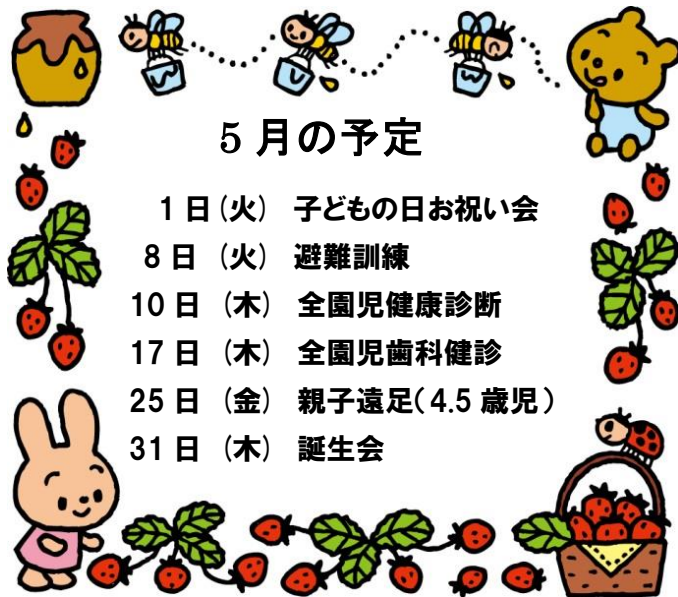 5月の予定
1日(火) 子どもの日お祝い会
8日 (火) 避難訓練
10日 (木) 全園児健康診断
17日 (木) 全園児歯科健診
25日 (金) 親子遠足(4.5歳児)
31日 (木) 誕生会